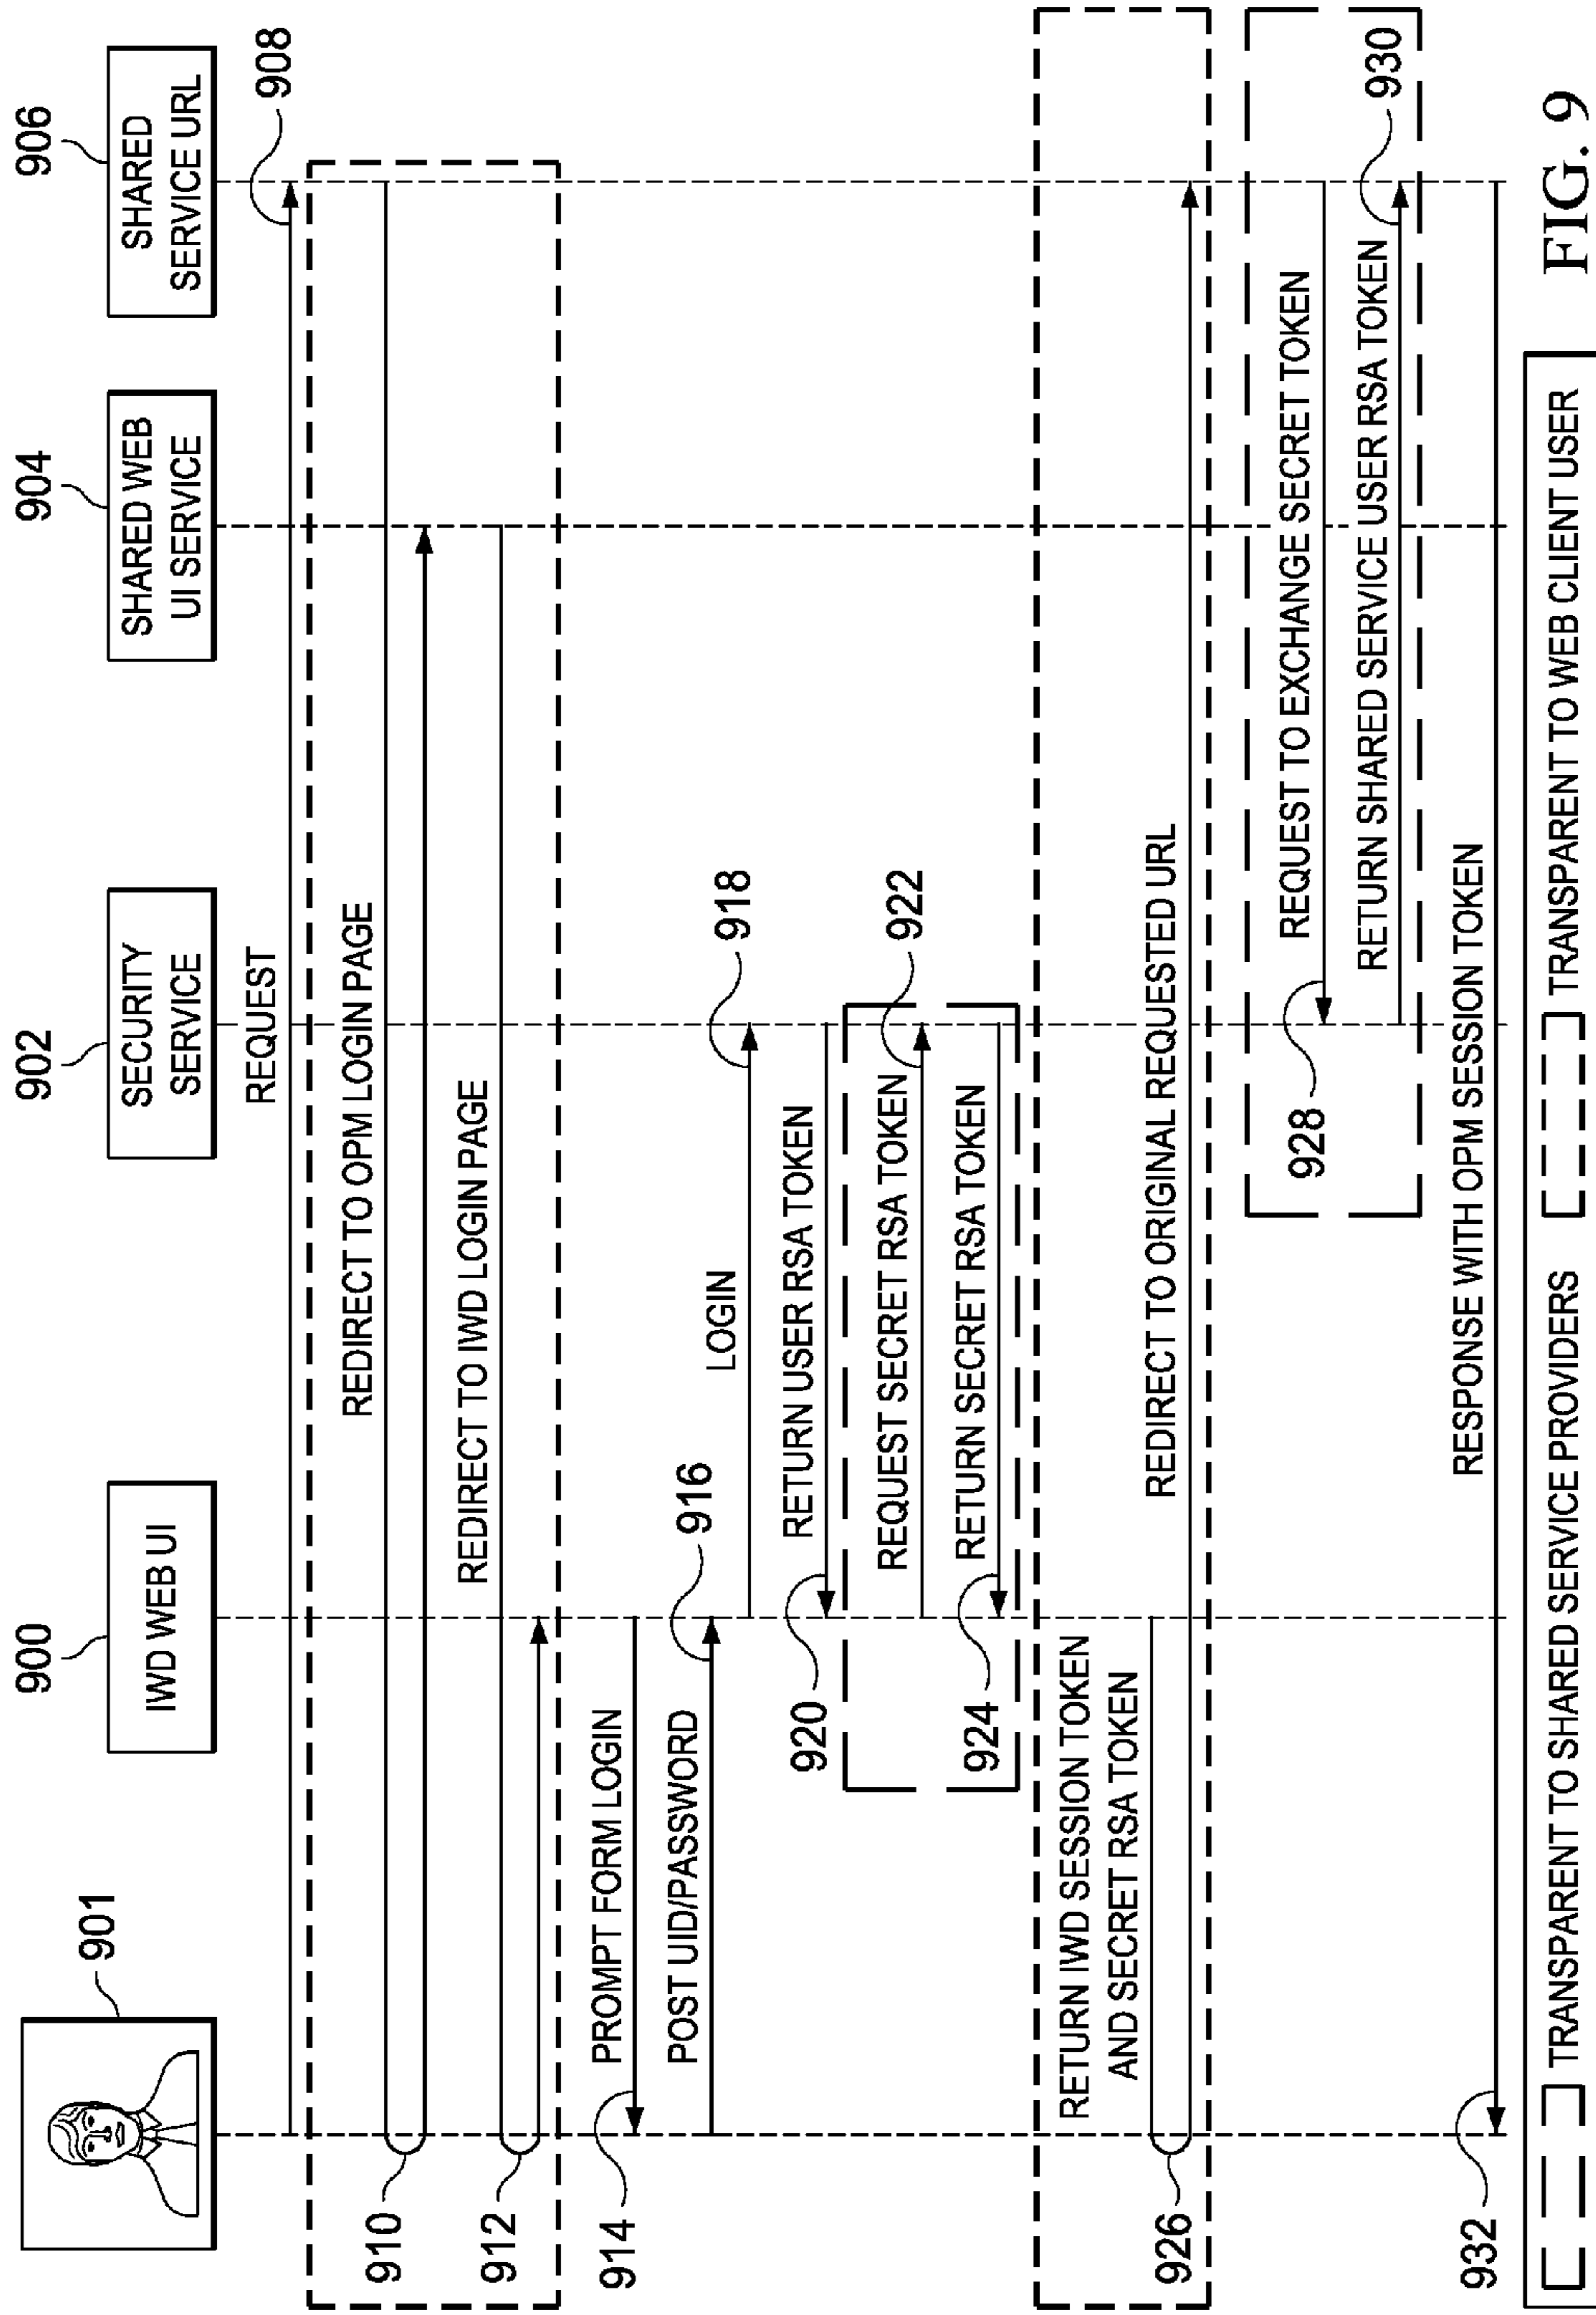 901
900
902
904
906
IWD WEB UI
SECURITY
SERVICE
SHARED WEB
UI SERVICE
SHARED
SERVICE URL
REQUEST
908
REDIRECT TO OPM LOGIN PAGE
910
REDIRECT TO IWD LOGIN PAGE
912
PROMPT FORM LOGIN
914
POST UID/PASSWORD
916
LOGIN
918
RETURN USER RSA TOKEN
920
REQUEST SECRET RSA TOKEN
922
RETURN SECRET RSA TOKEN
924
RETURN IWD SESSION TOKEN
AND SECRET RSA TOKEN
REDIRECT TO ORIGINAL REQUESTED URL
926
REQUEST TO EXCHANGE SECRET TOKEN
928
RETURN SHARED SERVICE USER RSA TOKEN
930
RESPONSE WITH OPM SESSION TOKEN
932
TRANSPARENT TO SHARED SERVICE PROVIDERS
TRANSPARENT TO WEB CLIENT USER
FIG. 9